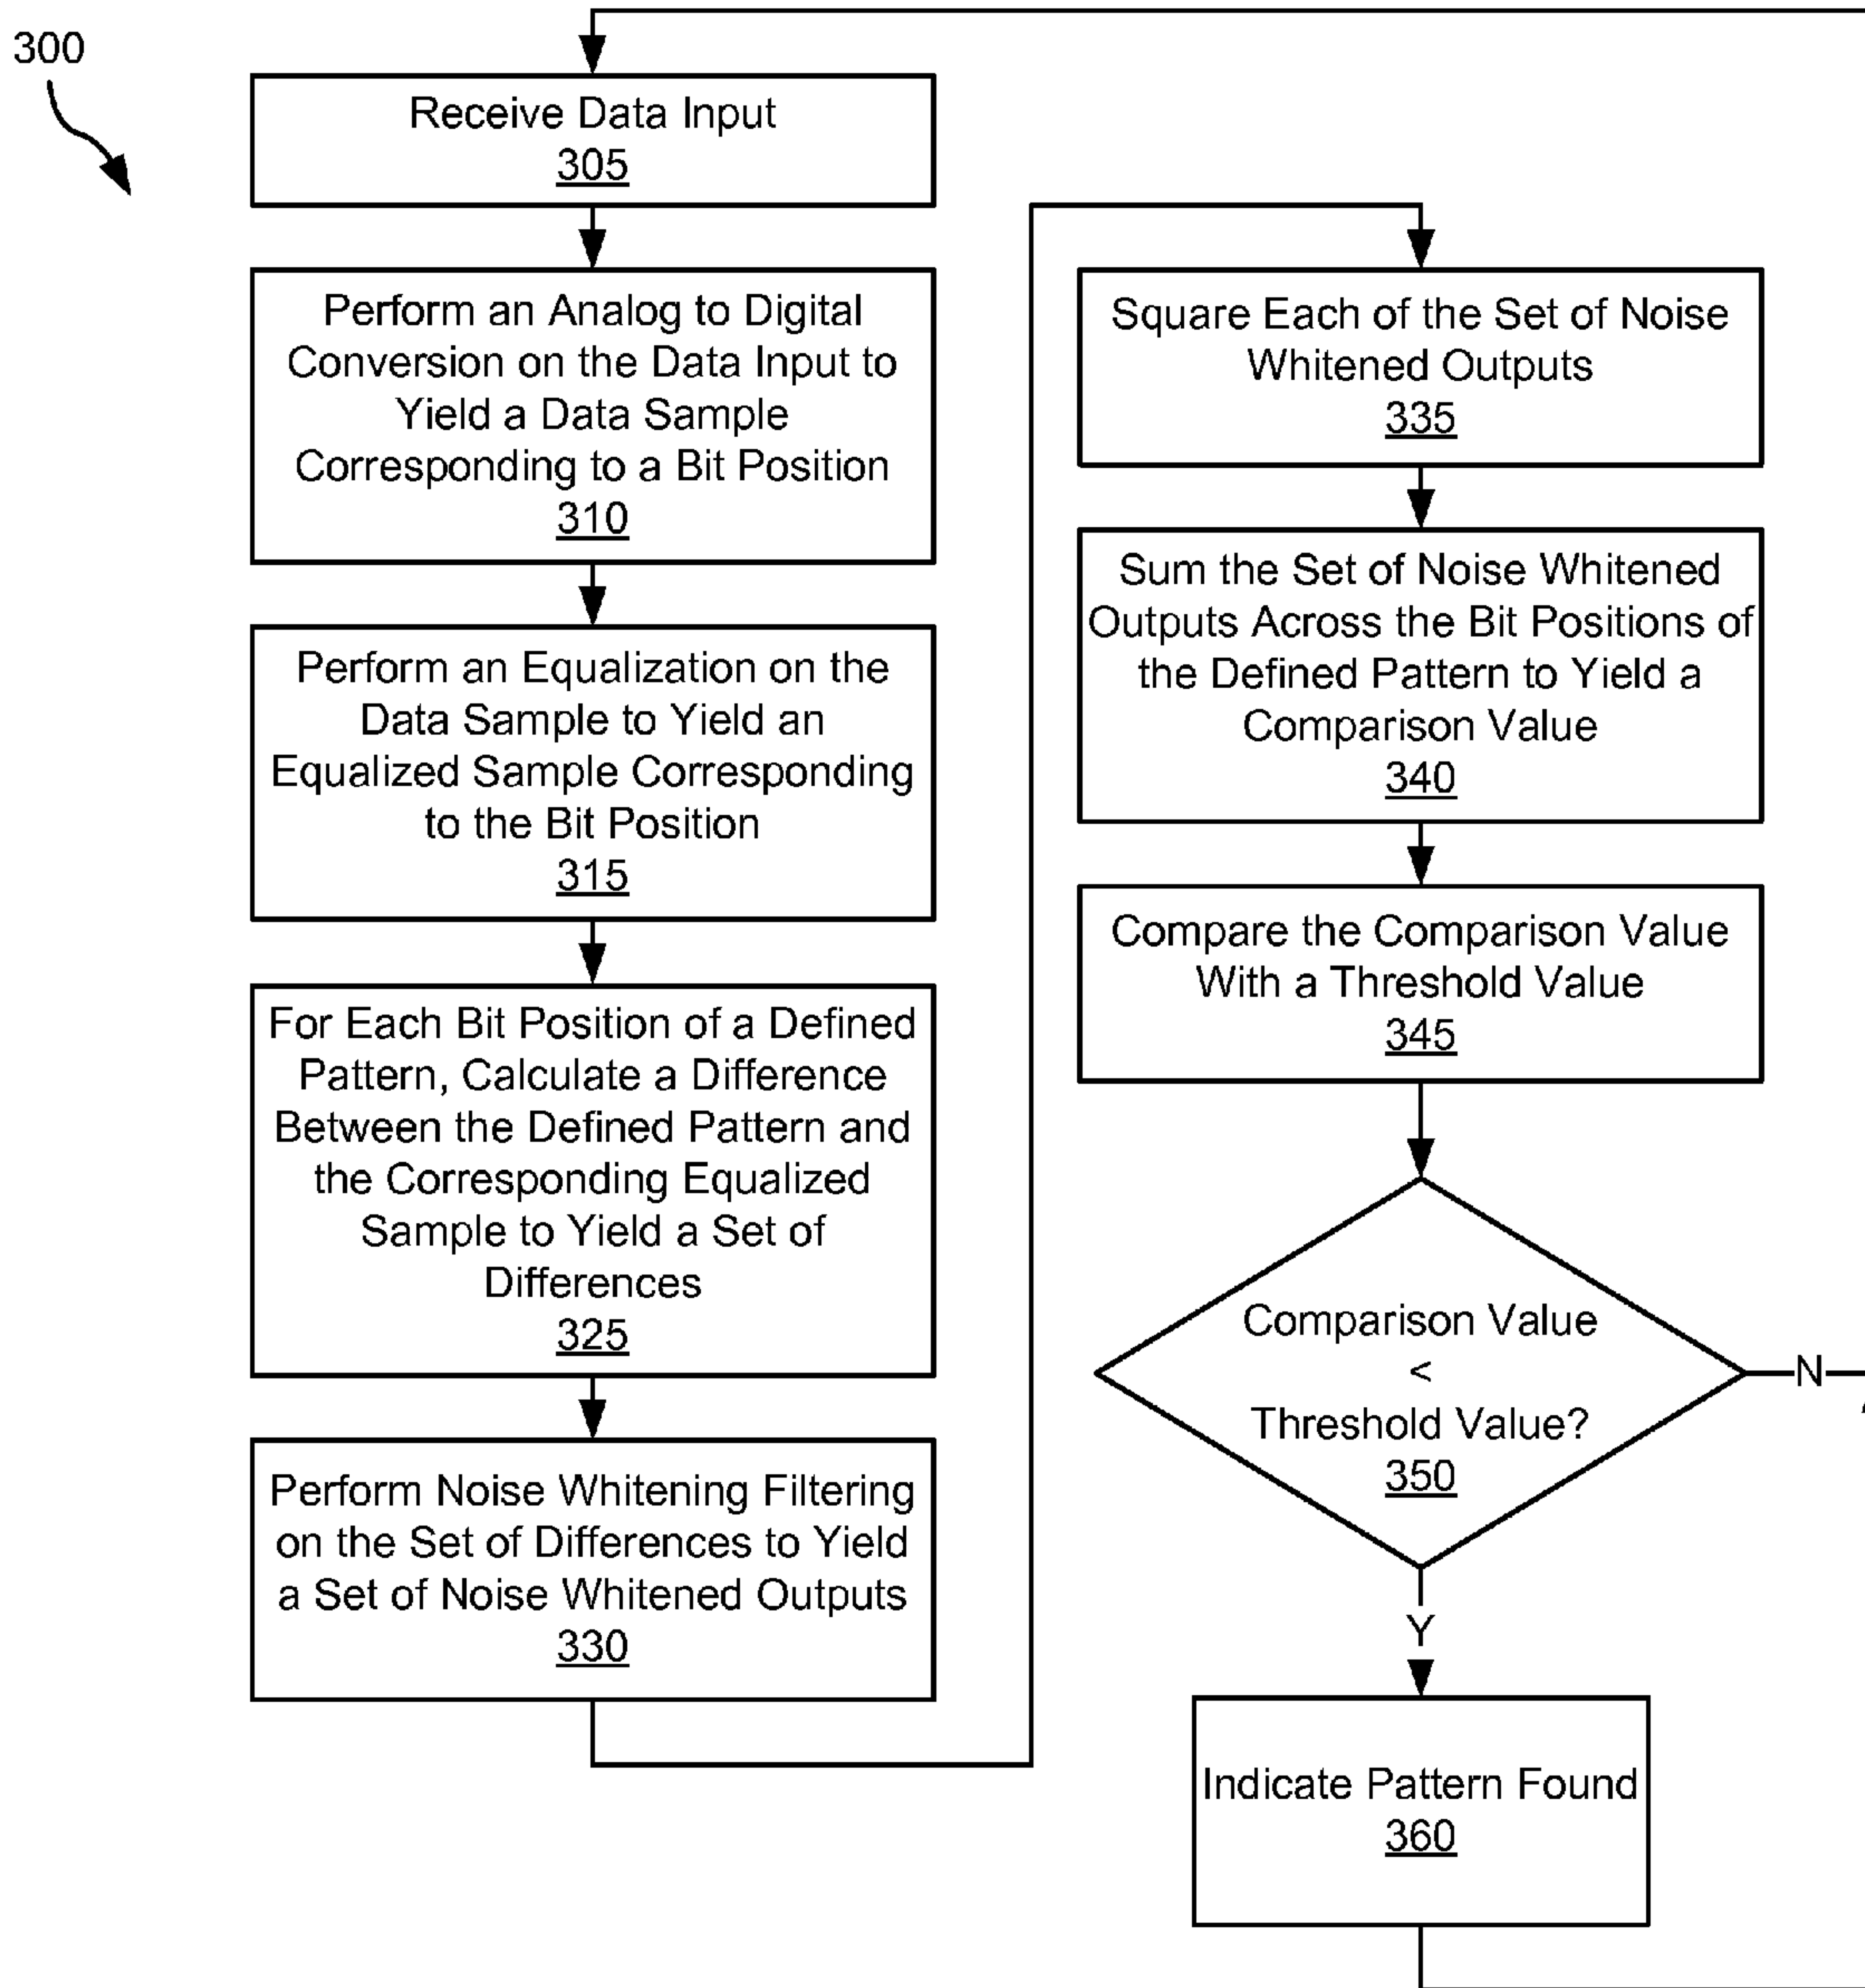 300
Receive Data Input
305
Perform an Analog to Digital
Conversion on the Data Input to
Yield a Data Sample
Corresponding to a Bit Position
310
Perform an Equalization on the
Data Sample to Yield an
Equalized Sample Corresponding
to the Bit Position
315
For Each Bit Position of a Defined
Pattern, Calculate a Difference
Between the Defined Pattern and
the Corresponding Equalized
Sample to Yield a Set of
Differences
325
Perform Noise Whitening Filtering
on the Set of Differences to Yield
a Set of Noise Whitened Outputs
330
Square Each of the Set of Noise
Whitened Outputs
335
Sum the Set of Noise Whitened
Outputs Across the Bit Positions of
the Defined Pattern to Yield a
Comparison Value
340
Compare the Comparison Value
With a Threshold Value
345
Comparison Value
<
Threshold Value?
350
N
Y
Indicate Pattern Found
360